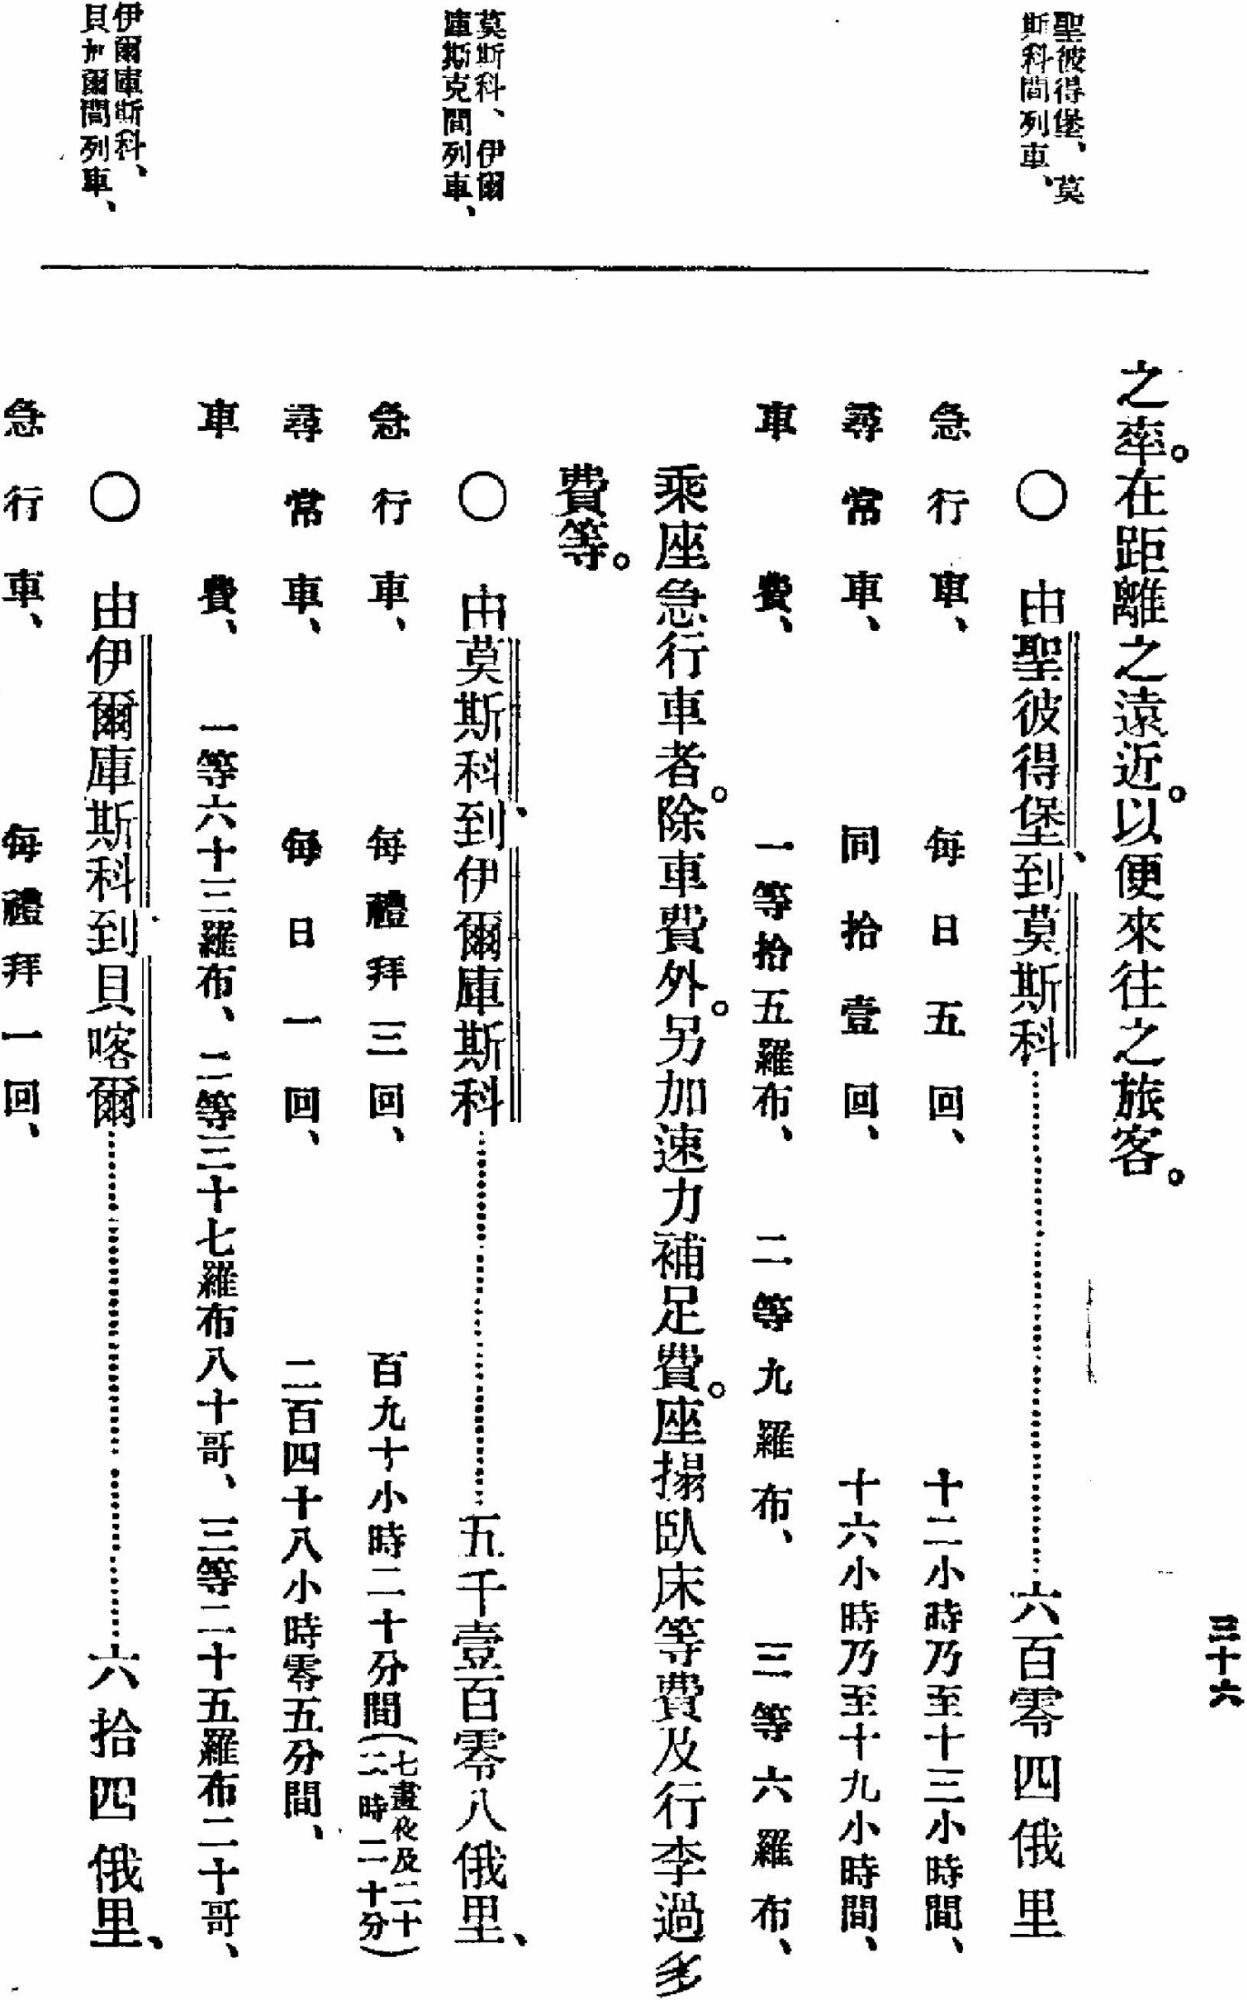 三十六
聖彼得堡、莫
斯科間列車、
之率。在距離之遠近。以便來往之旅客。
○由聖彼得堡、到莫斯科……六百零四俄里
急行車、每日五回、十二小時乃至十三小時間、
尋常車、同拾壹回、十六小時乃至十九小時間、
車費、一等拾五羅布、二等九羅布、三等六羅布、
乘座急行車者。除車費外。另加速力補足費。座撮臥床等費及行李過多
費等。
莫斯科、伊爾
庫斯克間列車、
○由莫斯科、到伊爾庫斯科……五千壹百零八俄里、
急行車、每禮拜三回、百九十小時二十分間(七晝夜及二十
二時二十分)
尋常車、每日一回、二百四十八小時零五分間、
車費、一等六十三羅布、二等三十七羅布八十哥、三等二十五羅布二十哥、
伊爾庫斯科、
貝加爾間列車、
○由伊爾庫斯科、到貝喀爾……六拾四俄里、
急行車、每禮拜一回、